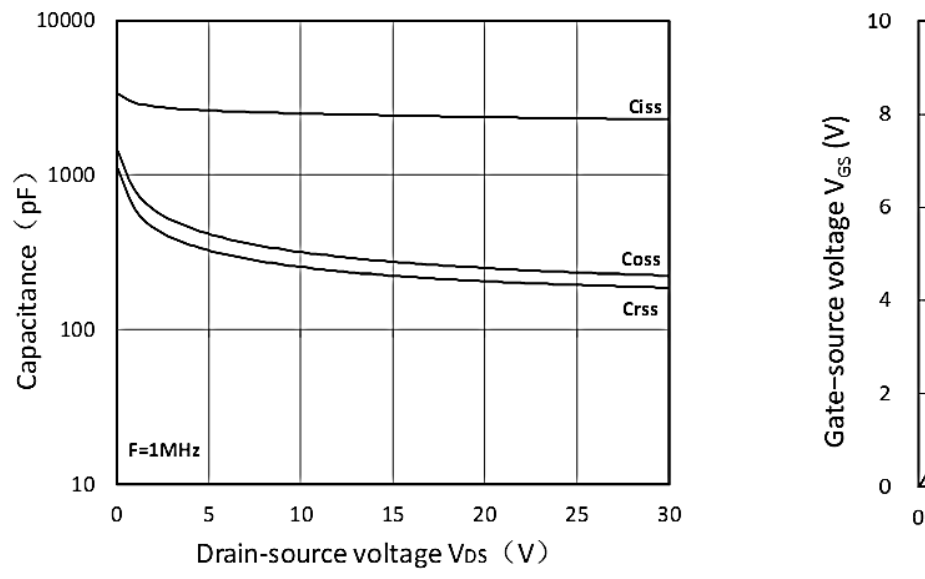 10000
1000
100
10
Capacitance（pF）
Ciss
Coss
Crss
F=1MHz
0 5 10 15 20 25 30
Drain-source voltage VDS（V）
10
8
6
4
2
0
Gate-source voltage VGS (V)
0